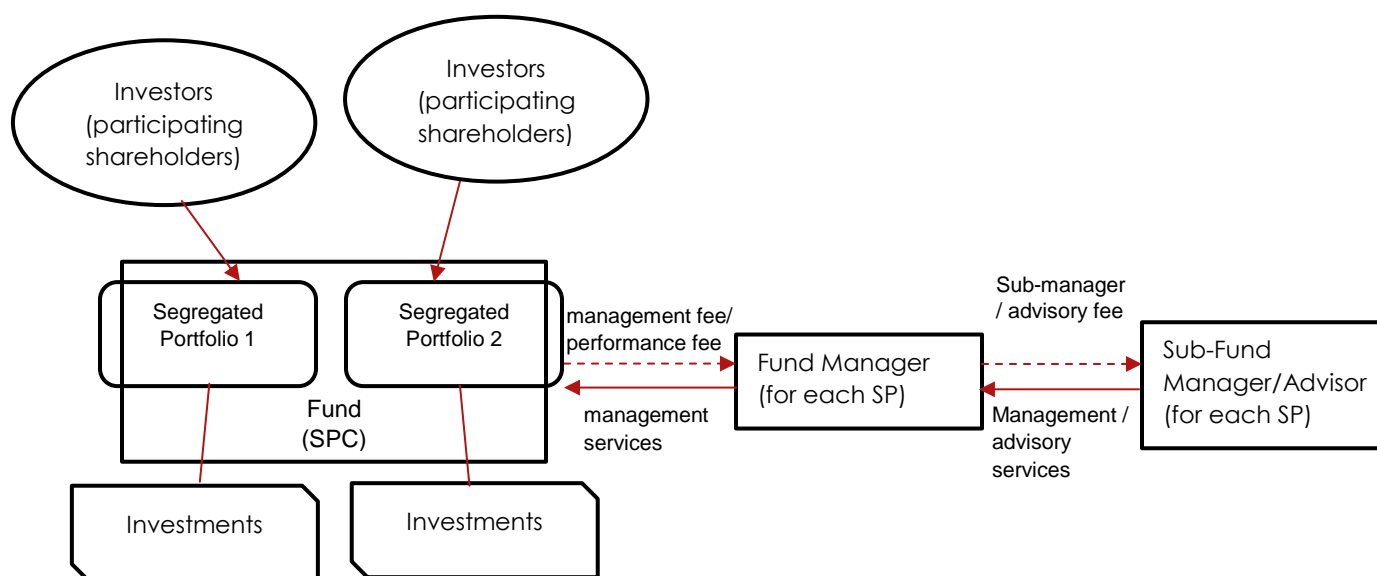 Investors
(participating
shareholders)
Investors
(participating
shareholders)
Segregated
Portfolio 1
Segregated
Portfolio 2
Fund
(SPC)
management fee/
performance fee
management
services
Fund Manager
(for each SP)
Sub-manager
/ advisory fee
Management /
advisory
services
Sub-Fund
Manager/Advisor
(for each SP)
Investments
Investments